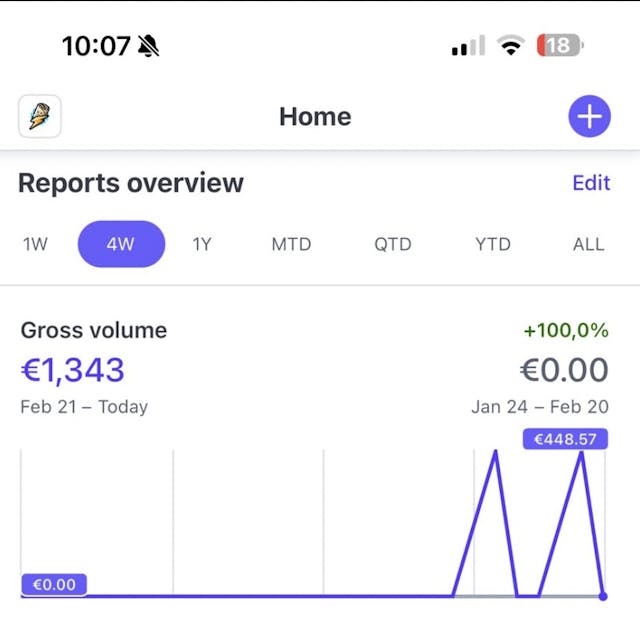 10:07
18
Home
Reports overview
Edit
1W 4W 1Y MTD QTD YTD ALL
Gross volume
+100,0%
€1,343
€0.00
Feb 21 – Today
Jan 24 – Feb 20
€448.57
€0.00